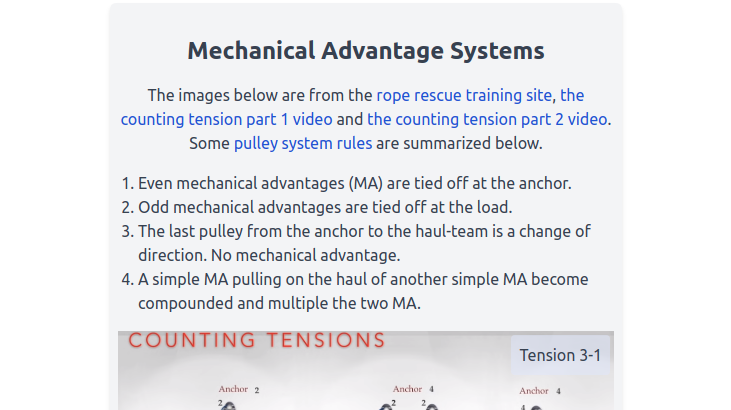 Mechanical Advantage Systems
The images below are from the rope rescue training site, the
counting tension part 1 video and the counting tension part 2 video.
Some pulley system rules are summarized below.
1. Even mechanical advantages (MA) are tied off at the anchor.
2. Odd mechanical advantages are tied off at the load.
3. The last pulley from the anchor to the haul-team is a change of
direction. No mechanical advantage.
4. A simple MA pulling on the haul of another simple MA become
compounded and multiple the two MA.
COUNTING TENSIONS
Tension 3-1
Anchor 2 Anchor 4 Anchor 4
2 2 2 4